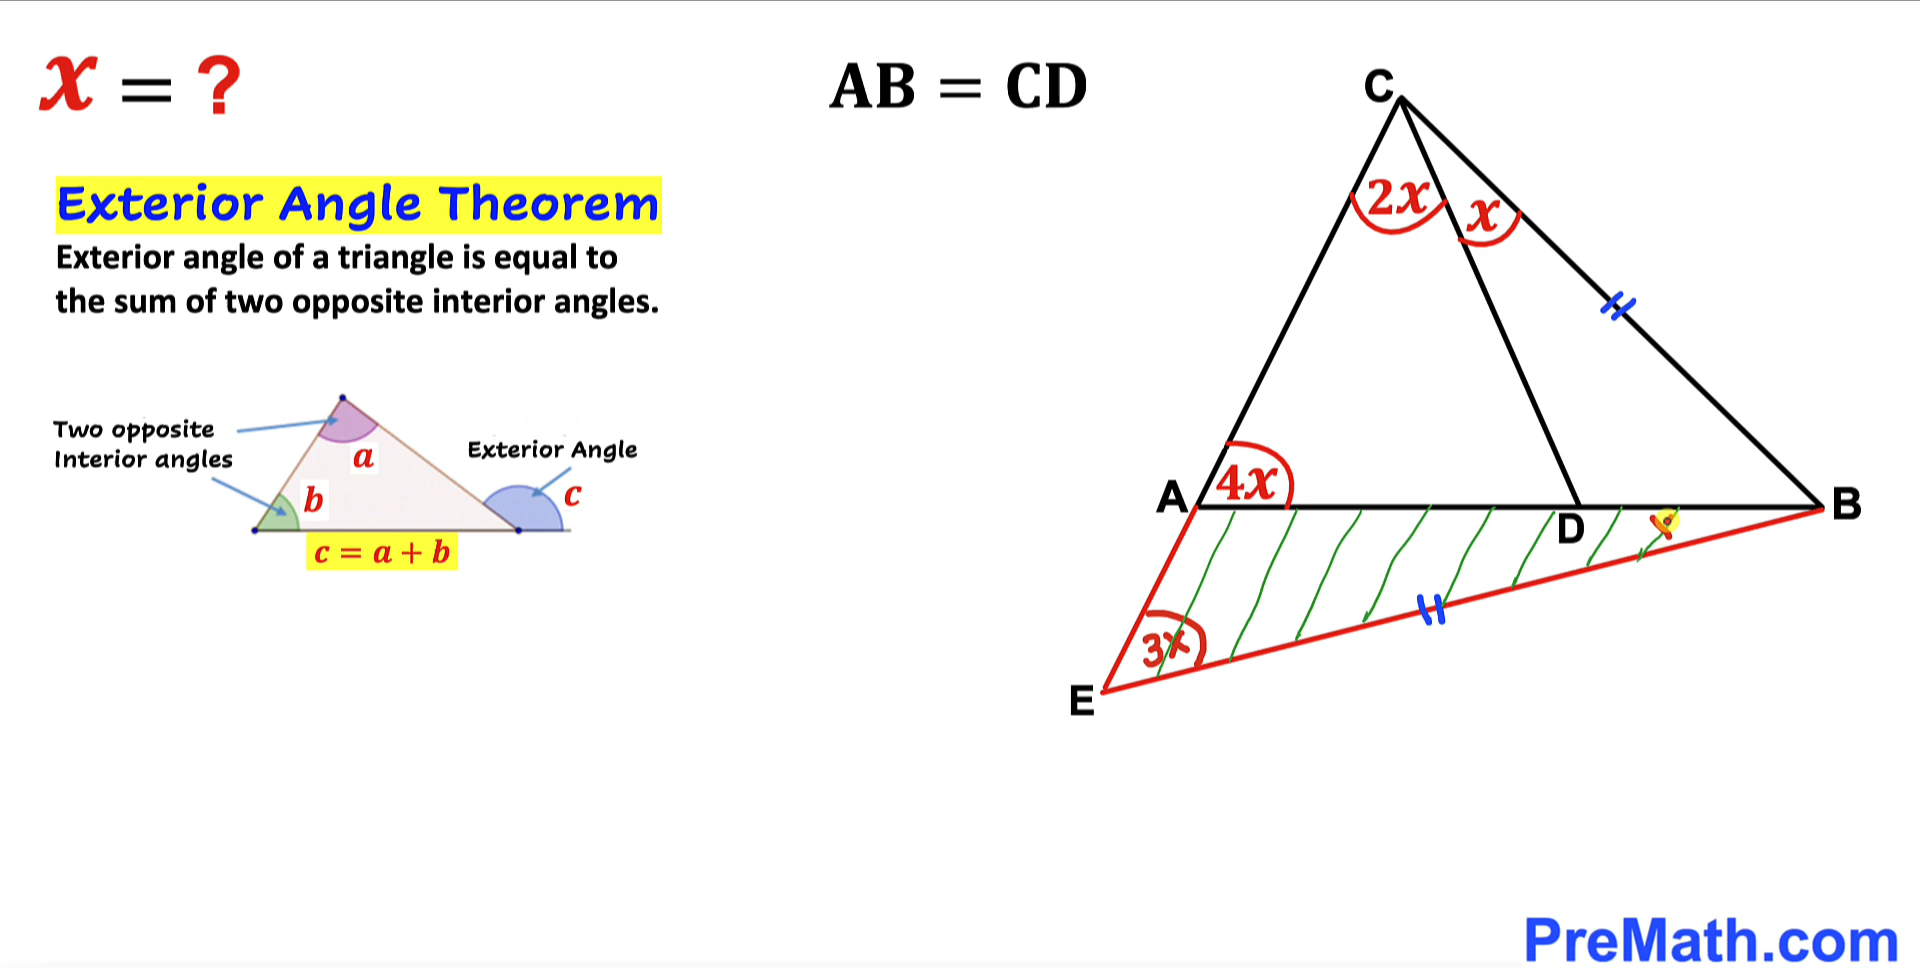 x = ?
AB = CD
Exterior Angle Theorem
Exterior angle of a triangle is equal to
the sum of two opposite interior angles.
Two opposite
Interior angles
Exterior Angle
a
b
c
c = a + b
C
2x
x
A
4x
D
B
3x
E
PreMath.com